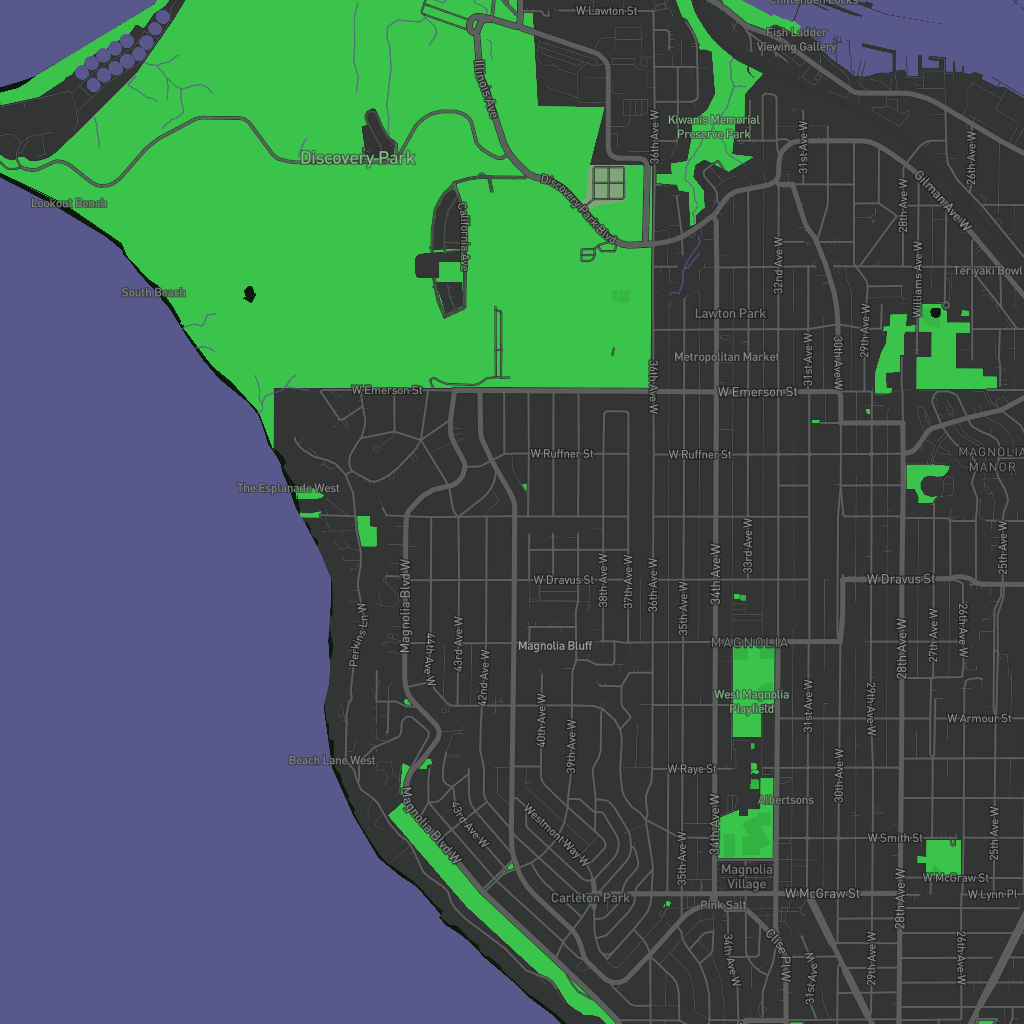 Chittenden Locks
W Lawton St
Fish Ladder
Viewing Gallery
Illinois Ave
Kiwanis Memorial
Preserve Park
36th Ave W
31st Ave W
26th Ave W
Discovery Park
Gilman Ave W
Discovery Park Blvd
28th Ave W
Lookout Bench
California Ave
32nd Ave W
Williams Ave W
Teriyaki Bowl
South Beach
Lawton Park
29th Ave W
Metropolitan Market
31st Ave W
30th Ave W
36th Ave W
W Emerson St
W Emerson St
W Ruffner St
W Ruffner St
MAGNOLIA
MANOR
The Esplanade West
33rd Ave W
25th Ave W
34th Ave W
38th Ave W
37th Ave W
36th Ave W
W Dravus St
W Dravus St
35th Ave W
Magnolia Blvd W
Perkins Ln W
44th Ave W
43rd Ave W
42nd Ave W
Magnolia Bluff
MAGNOLIA
28th Ave W
27th Ave W
26th Ave W
West Magnolia
Playfield
31st Ave W
29th Ave W
40th Ave W
39th Ave W
W Armour St
Beach Lane West
W Raye St
30th Ave W
Albertsons
Magnolia Blvd W
43rd Ave W
Westmont Way W
34th Ave W
35th Ave W
W Smith St
25th Ave W
Magnolia
Village
W McGraw St
W McGraw St
W Lynn Pl
Carleton Park
Pink Salt
28th Ave W
34th Ave W
Clise Pl W
31st Ave W
29th Ave W
26th Ave W